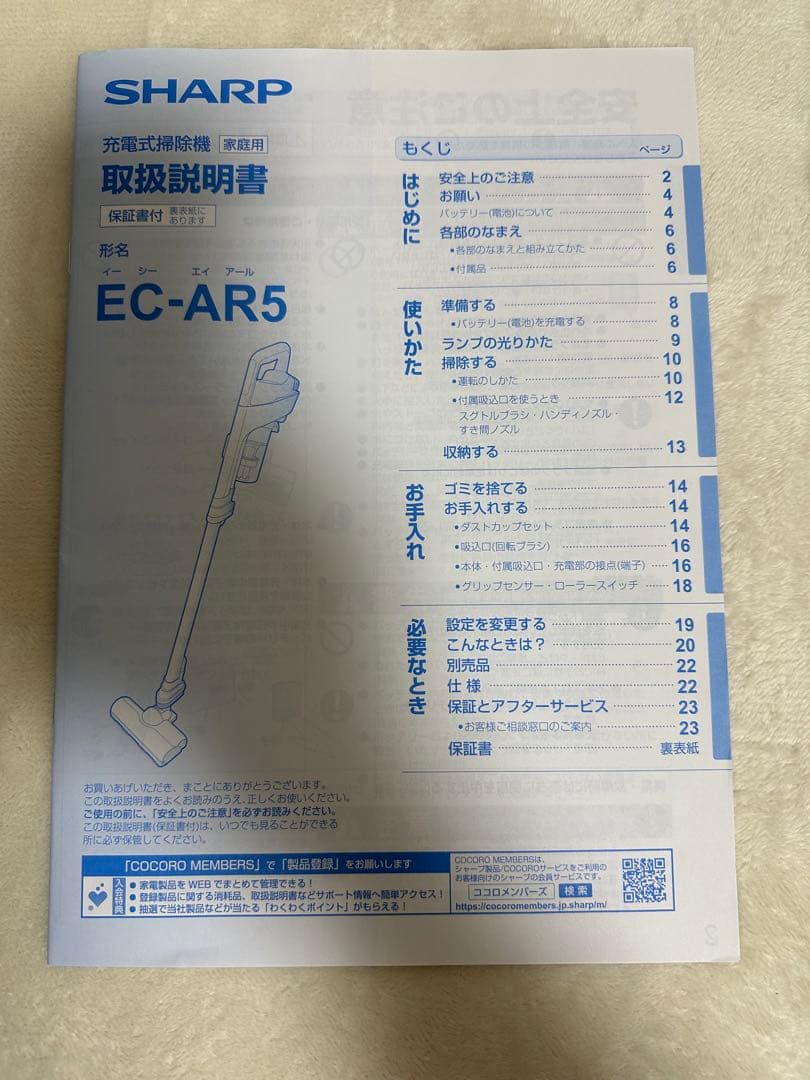 SHARP
充電式掃除機 家庭用
取扱説明書
保証書付 裏表紙にあります
形名
イー シー エイ アール
EC-AR5
もくじ ページ
はじめに
安全上のご注意 2
お願い 4
バッテリー(電池)について 4
各部のなまえ 6
•各部のなまえと組み立てかた 6
•付属品 6
使いかた
準備する 8
•バッテリー(電池)を充電する 8
ランプの光りかた 9
掃除する 10
•運転のしかた 10
•付属吸込口を使うとき 12
スグトルブラシ・ハンディノズル・
すき間ノズル
収納する 13
お手入れ
ゴミを捨てる 14
お手入れする 14
•ダストカップセット 14
•吸込口(回転ブラシ) 16
•本体・付属吸込口・充電部の接点(端子) 16
•グリップセンサー・ローラースイッチ 18
必要なとき
設定を変更する 19
こんなときは? 20
別売品 22
仕様 22
保証とアフターサービス 23
•お客様ご相談窓口のご案内 23
保証書 裏表紙
お買いあげいただき、まことにありがとうございます。
この取扱説明書をよくお読みのうえ、正しくお使いください。
ご使用の前に、「安全上のご注意」を必ずお読みください。
この取扱説明書(保証書付)は、いつでも見ることができる
所に必ず保管してください。
「COCORO MEMBERS」で「製品登録」をお願いします
入会特典
● 家電製品を WEB でまとめて管理できる!
● 登録製品に関する消耗品、取扱説明書などサポート情報へ簡単アクセス!
● 抽選で当社製品などが当たる「わくわくポイント」がもらえる!
COCORO MEMBERSは、
シャープ製品/COCOROサービスをご利用の
お客様向けのシャープの会員サービスです。
ココロメンバーズ 検索
https://cocoromembers.jp.sharp/m/